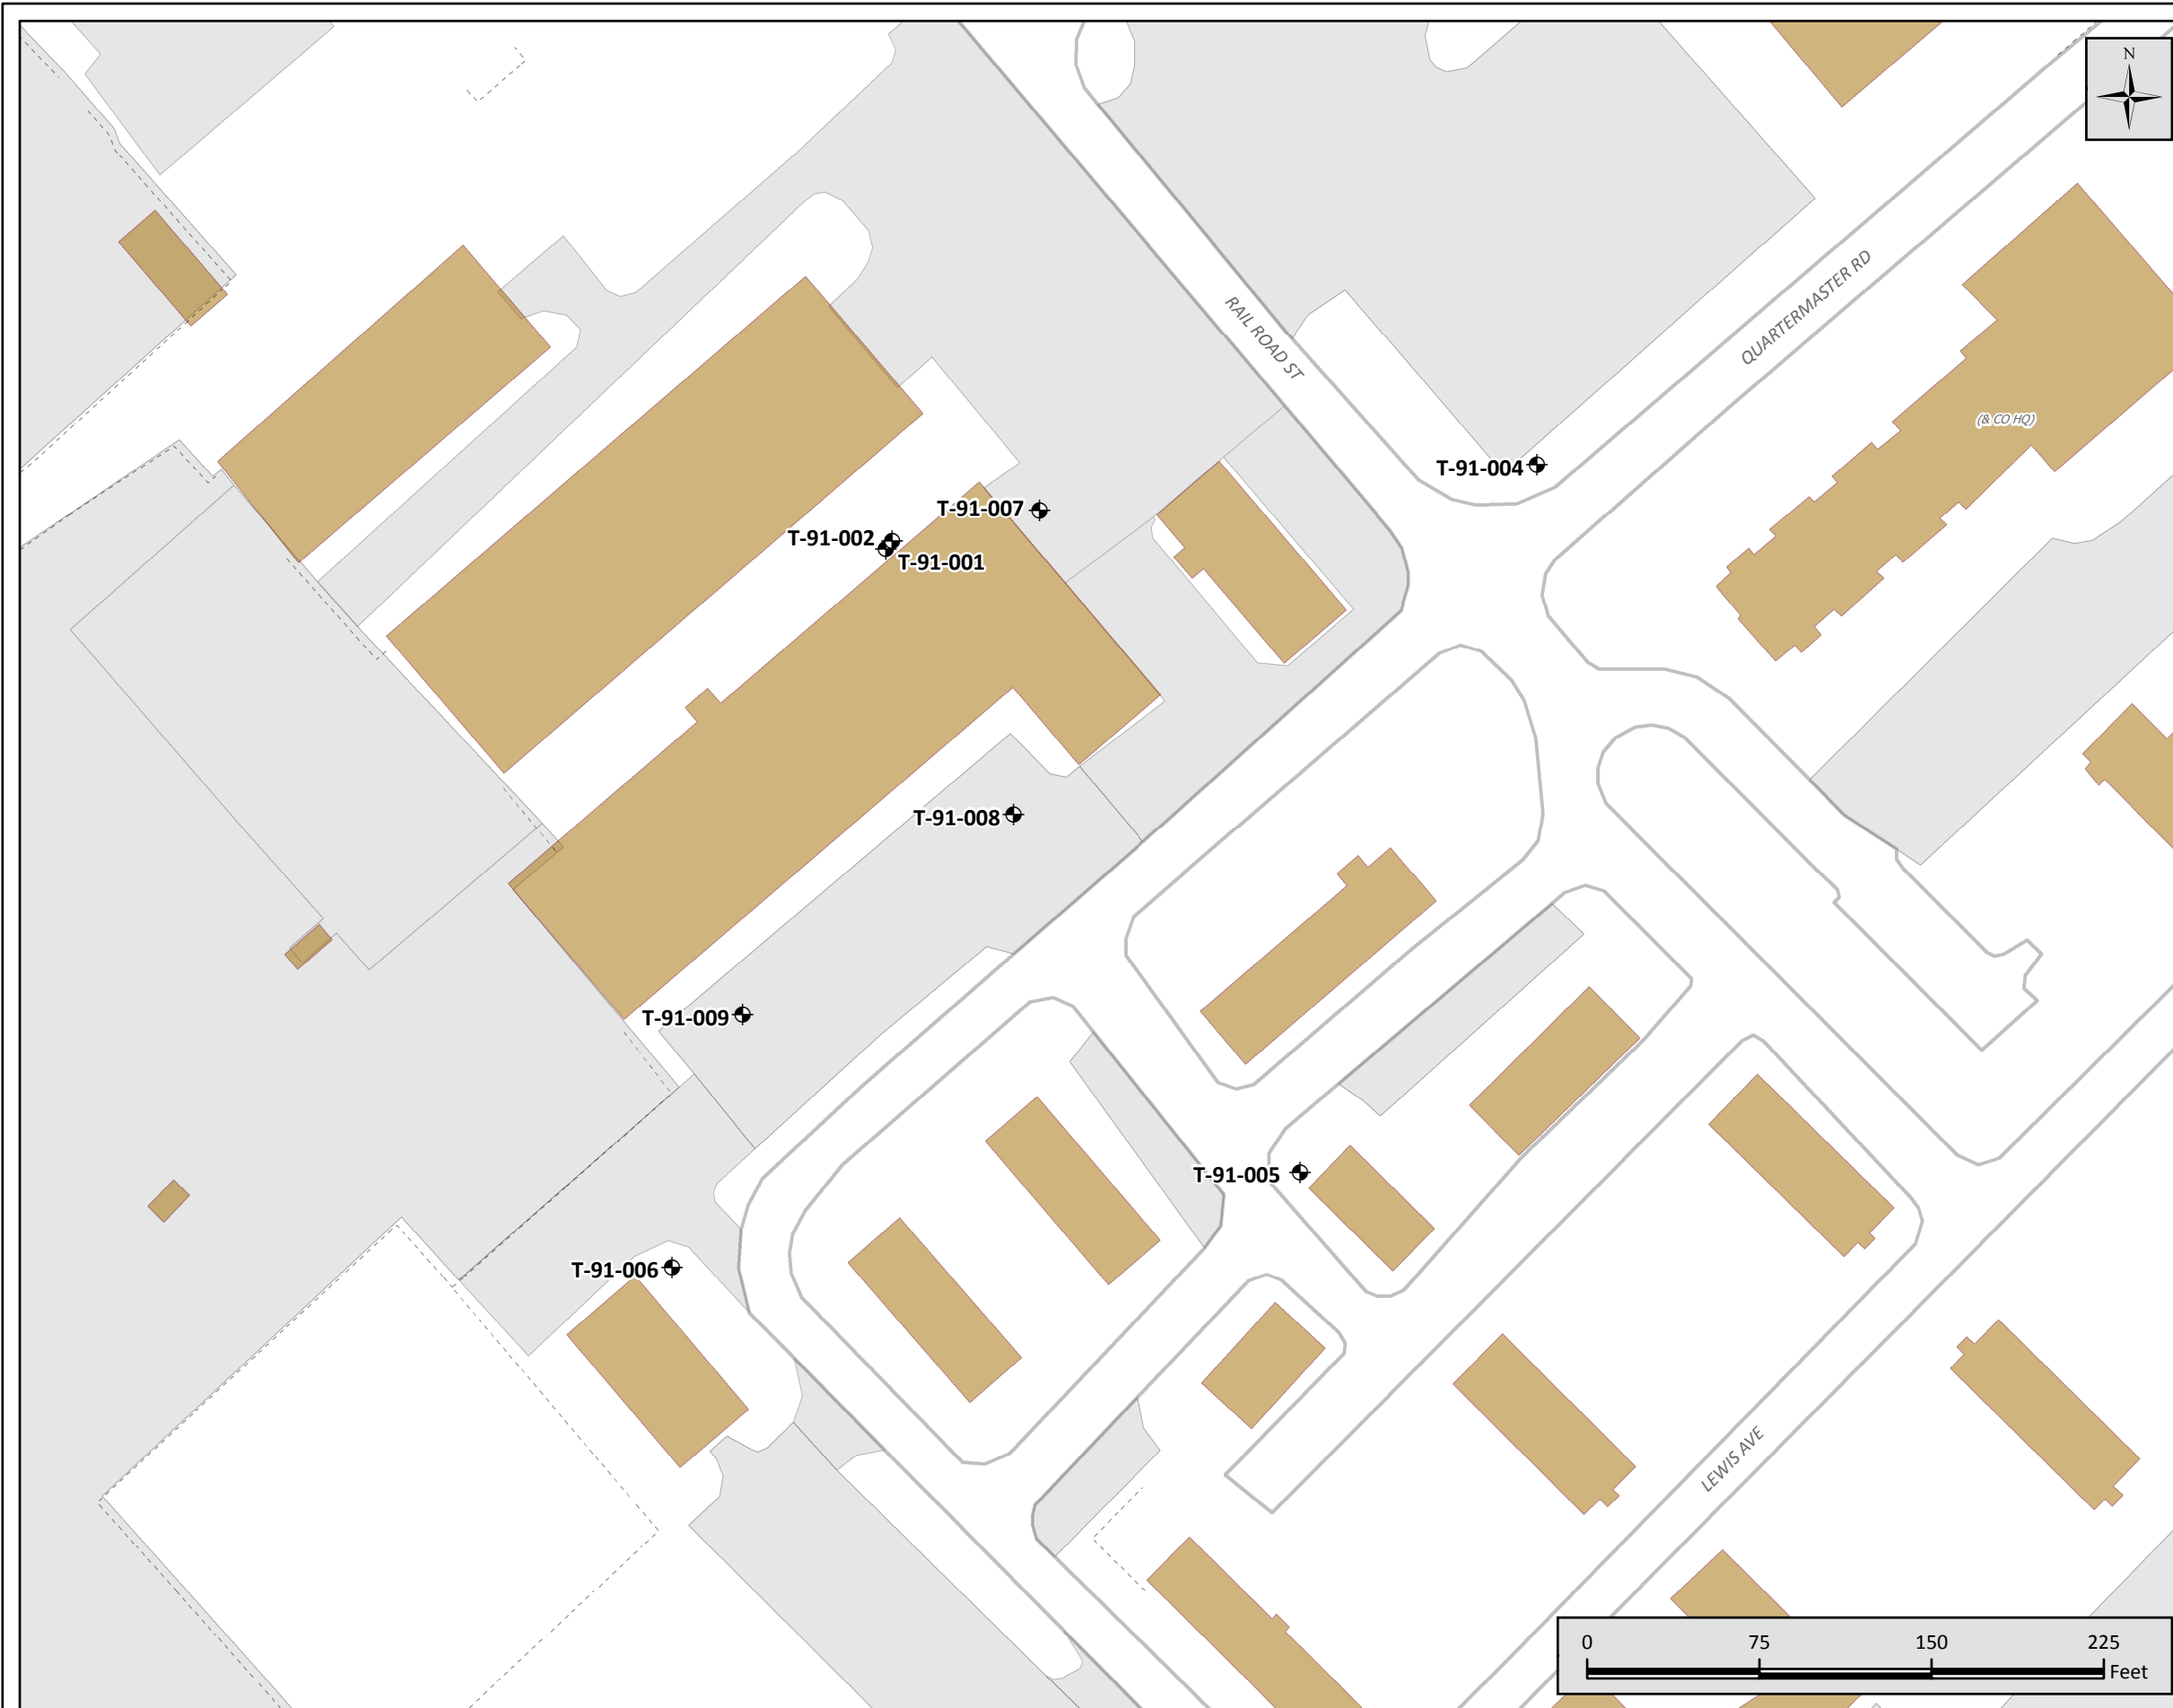 N
RAIL ROAD ST
QUARTERMASTER RD
(& CO HQ)
T-91-004
T-91-007
T-91-002
T-91-001
T-91-008
T-91-009
T-91-005
T-91-006
LEWIS AVE
0 75 150 225
Feet